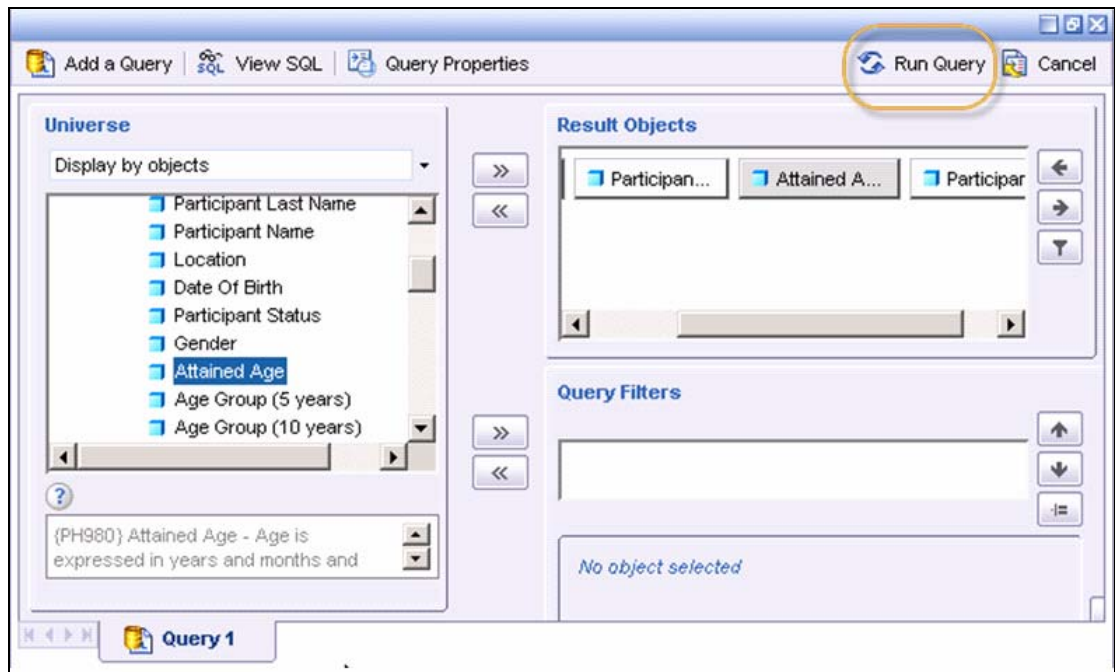 Add a Query SQL View SQL Query Properties Run Query Cancel
Universe
Display by objects
Participant Last Name
Participant Name
Location
Date Of Birth
Participant Status
Gender
Attained Age
Age Group (5 years)
Age Group (10 years)
?
{PH980} Attained Age - Age is
expressed in years and months and
Result Objects
Participan... Attained A... Participar
Query Filters
No object selected
Query 1